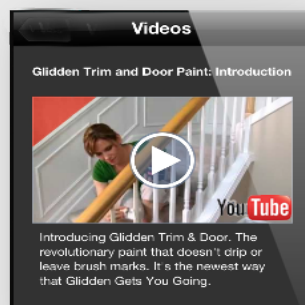 Videos
Glidden Trim and Door Paint: Introduction
YouTube
Introducing Glidden Trim & Door. The
revolutionary paint that doesn't drip or
leave brush marks. It's the newest way
that Glidden Gets You Going.